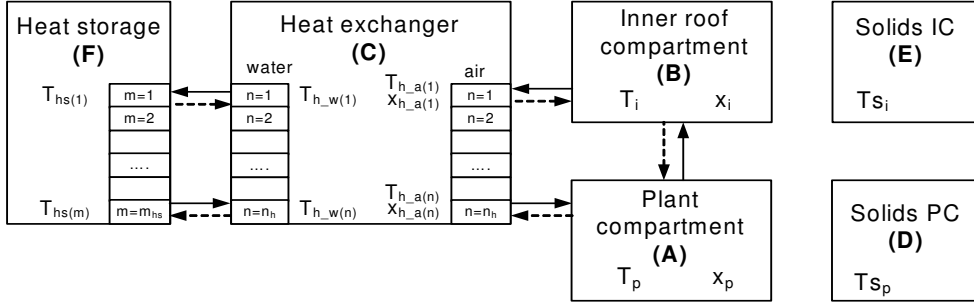 Heat storage
(F)
m=1
m=2
....
m=m_hs
T_hs(1)
T_hs(m)
Heat exchanger
(C)
water
n=1
n=2
....
n=n_h
T_h_w(1)
T_h_w(n)
air
T_h_a(1)
x_h_a(1)
T_h_a(n)
x_h_a(n)
n=1
n=2
....
n=n_h
Inner roof
compartment
(B)
T_i x_i
Plant
compartment
(A)
T_p x_p
Solids IC
(E)
Ts_i
Solids PC
(D)
Ts_p